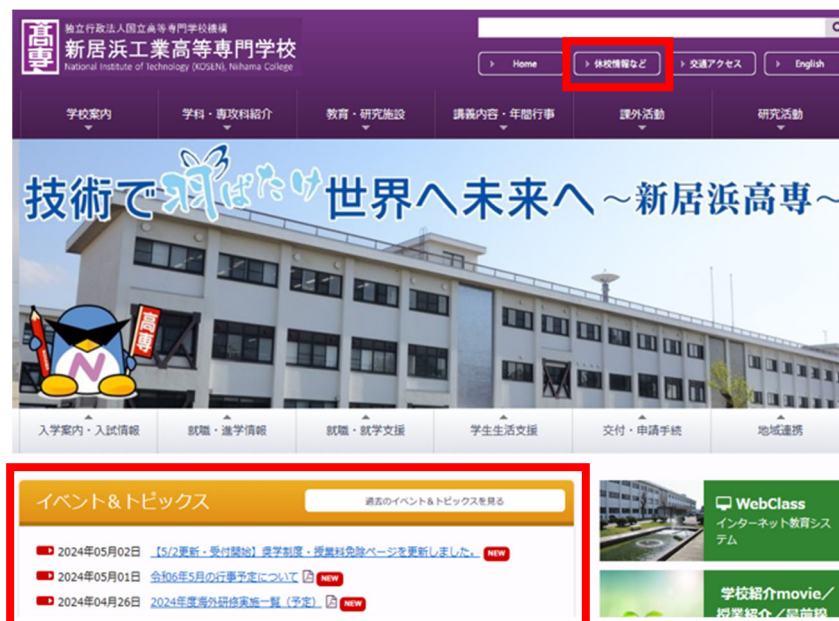 高専
独立行政法人国立高等専門学校機構
新居浜工業高等専門学校
National Institute of Technology (KOSEN), Niihama College
Home
休校情報など
交通アクセス
English
学校案内
学科・専攻科紹介
教育・研究施設
講義内容・年間行事
課外活動
研究活動
技術で羽ばたけ世界へ未来へ～新居浜高専～
高専
N
入学案内・入試情報
就職・進学情報
就職・就学支援
学生生活支援
交付・申請手続
地域連携
イベント＆トピックス
過去のイベント＆トピックスを見る
2024年05月02日 【5/2更新・受付開始】奨学制度・授業料免除ページを更新しました。 NEW
2024年05月01日 令和6年5月の行事予定について NEW
2024年04月26日 2024年度海外研修実施一覧（予定） NEW
WebClass
インターネット教育シス
テム
学校紹介movie／
授業紹介／最前線